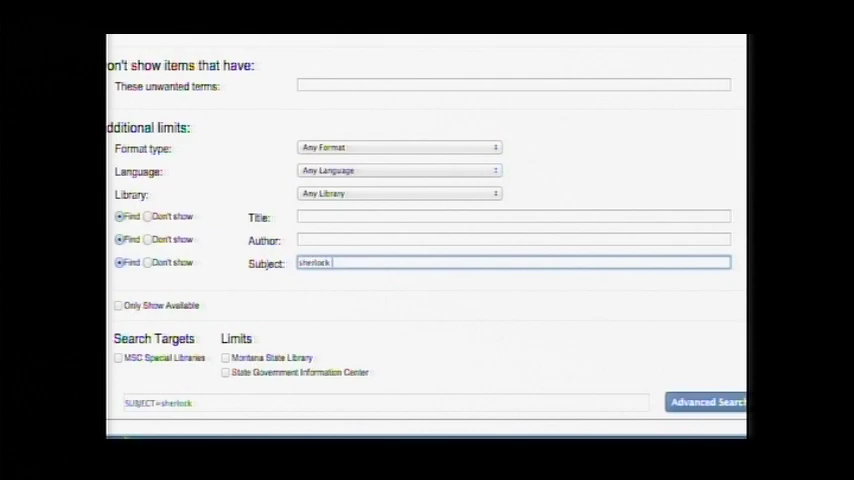 on't show items that have:
These unwanted terms:
dditional limits:
Format type: Any Format
Language: Any Language
Library: Any Library
Find Don't show Title:
Find Don't show Author:
Find Don't show Subject: sherlock
Only Show Available
Search Targets Limits
MSC Special Libraries Montana State Library
State Government Information Center
SUBJECT=sherlock Advanced Search